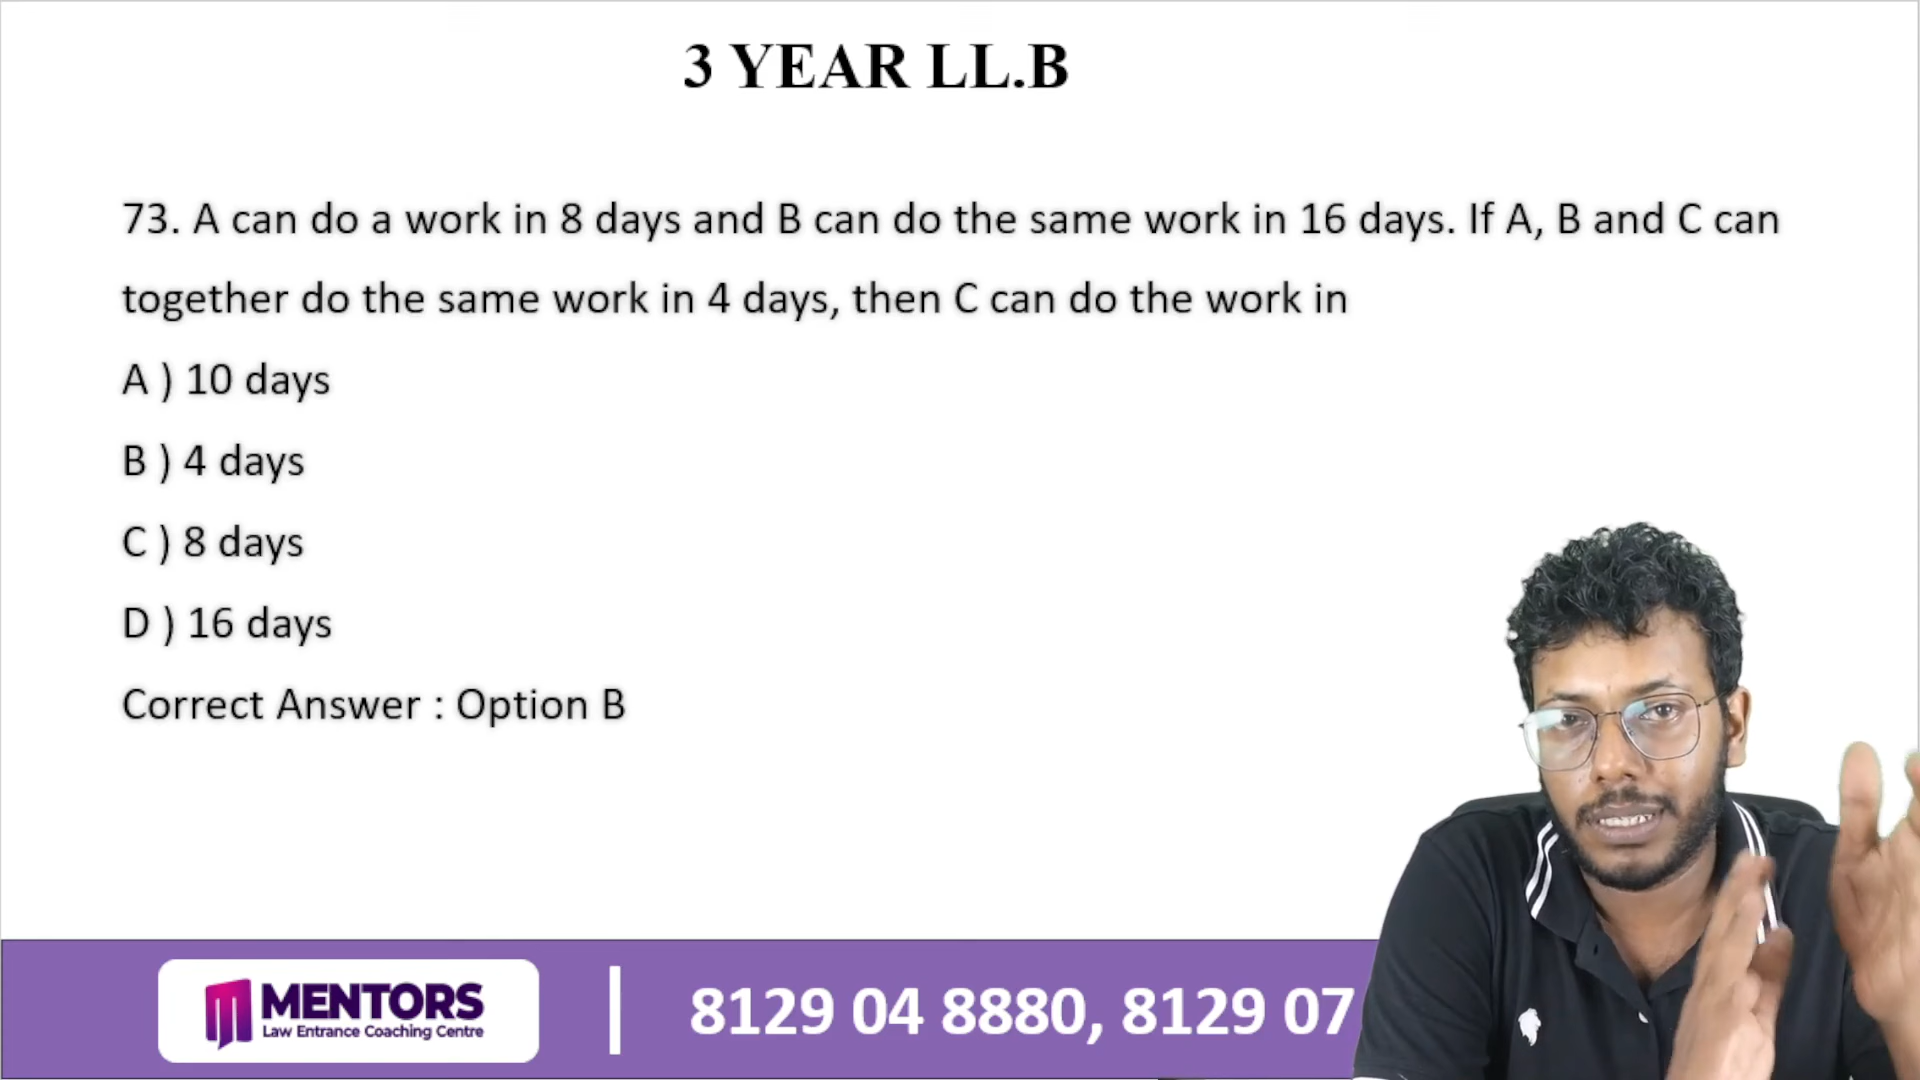 3 YEAR LL.B
73. A can do a work in 8 days and B can do the same work in 16 days. If A, B and C can
together do the same work in 4 days, then C can do the work in
A ) 10 days
B ) 4 days
C ) 8 days
D ) 16 days
Correct Answer : Option B
MENTORS
Law Entrance Coaching Centre
8129 04 8880, 8129 07